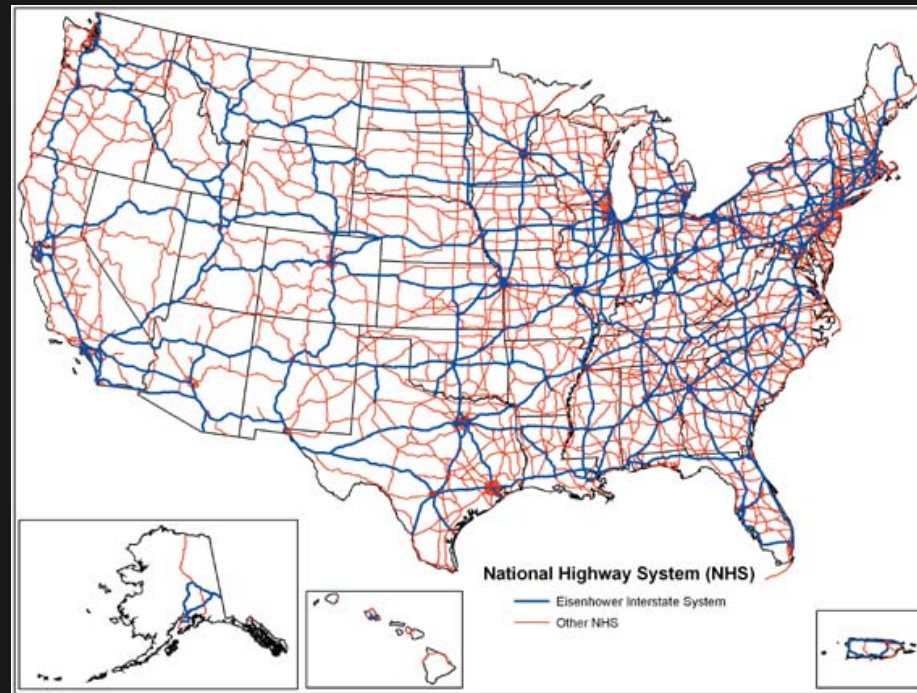 National Highway System (NHS)
Eisenhower Interstate System
Other NHS